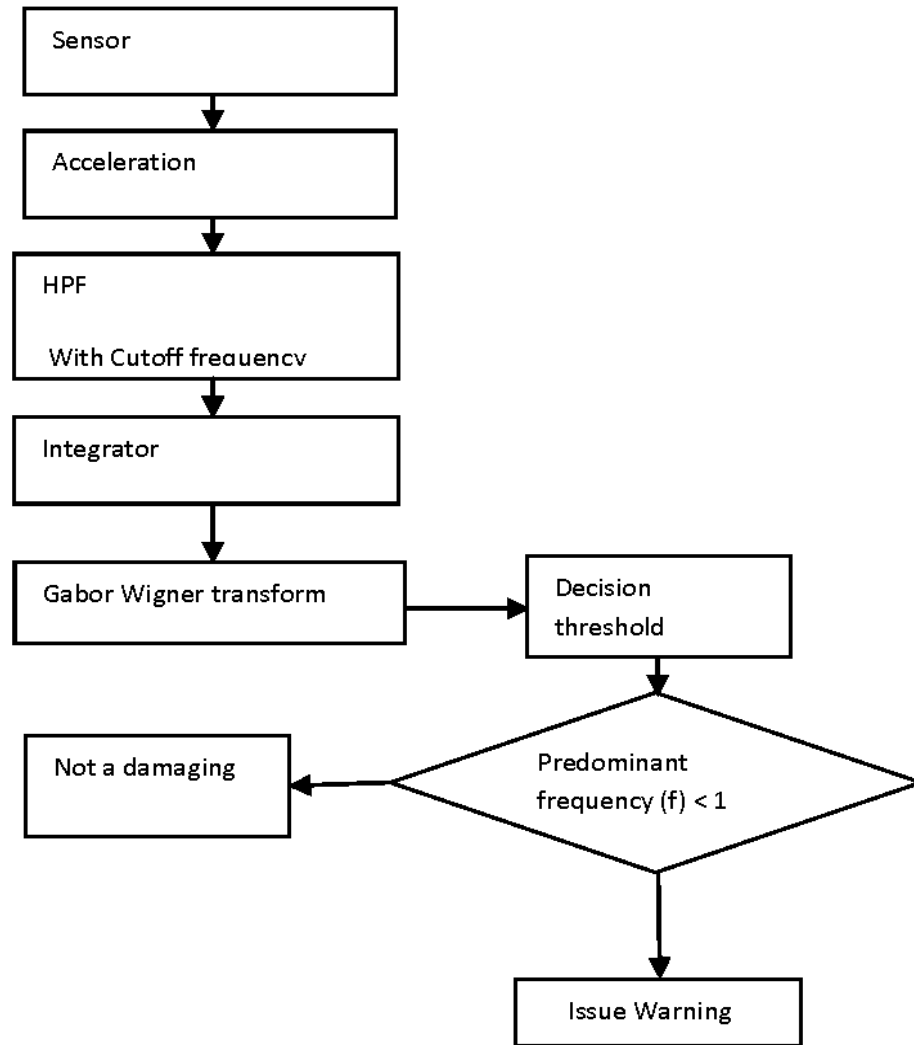 Sensor
Acceleration
HPF
With Cutoff frequency
Integrator
Gabor Wigner transform
Decision
threshold
Predominant
frequency (f) < 1
Not a damaging
Issue Warning